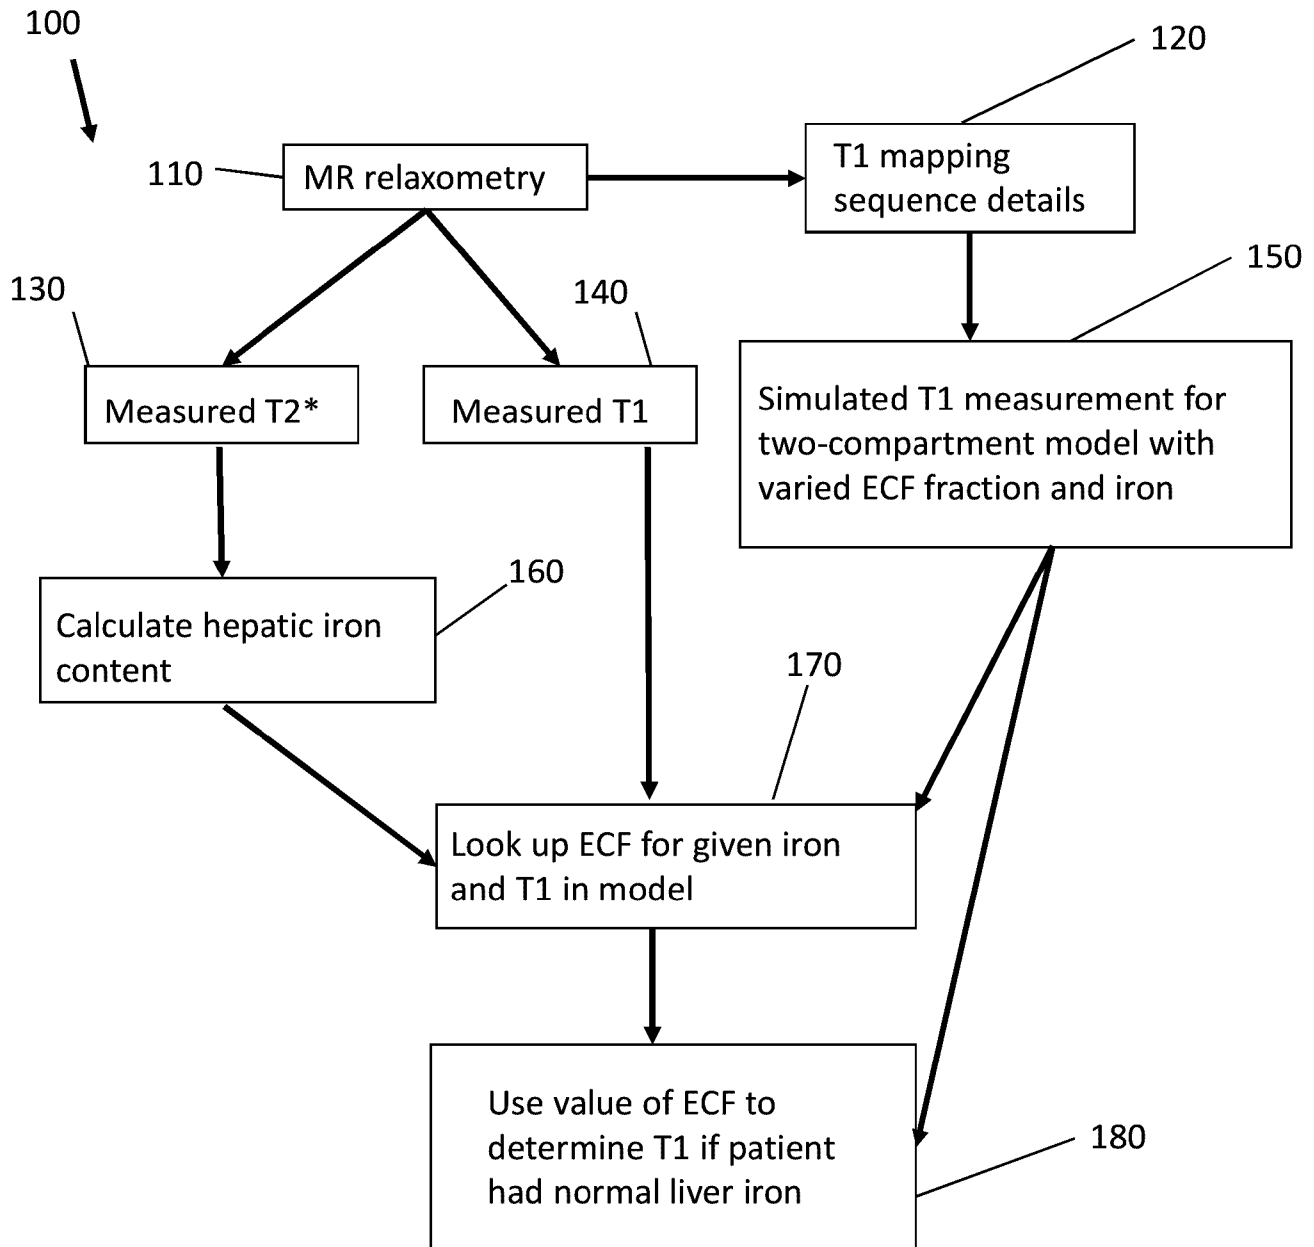 100
120
110
MR relaxometry
T1 mapping
sequence details
130
140
150
Measured T2*
Measured T1
Simulated T1 measurement for
two-compartment model with
varied ECF fraction and iron
160
Calculate hepatic iron
content
170
Look up ECF for given iron
and T1 in model
Use value of ECF to
determine T1 if patient
had normal liver iron
180